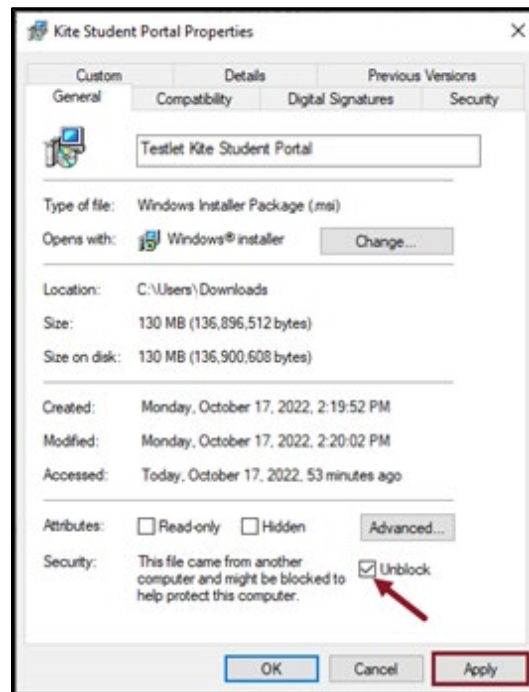 Kite Student Portal Properties
Custom Details Previous Versions
General Compatibility Digital Signatures Security
Testlet Kite Student Portal
Type of file: Windows Installer Package (.msi)
Opens with: Windows® installer Change...
Location: C:\Users\Downloads
Size: 130 MB (136,896,512 bytes)
Size on disk: 130 MB (136,900,608 bytes)
Created: Monday, October 17, 2022, 2:19:52 PM
Modified: Monday, October 17, 2022, 2:20:02 PM
Accessed: Today, October 17, 2022, 53 minutes ago
Attributes: Read-only Hidden Advanced...
Security: This file came from another
computer and might be blocked to
help protect this computer.
Unblock
OK Cancel Apply